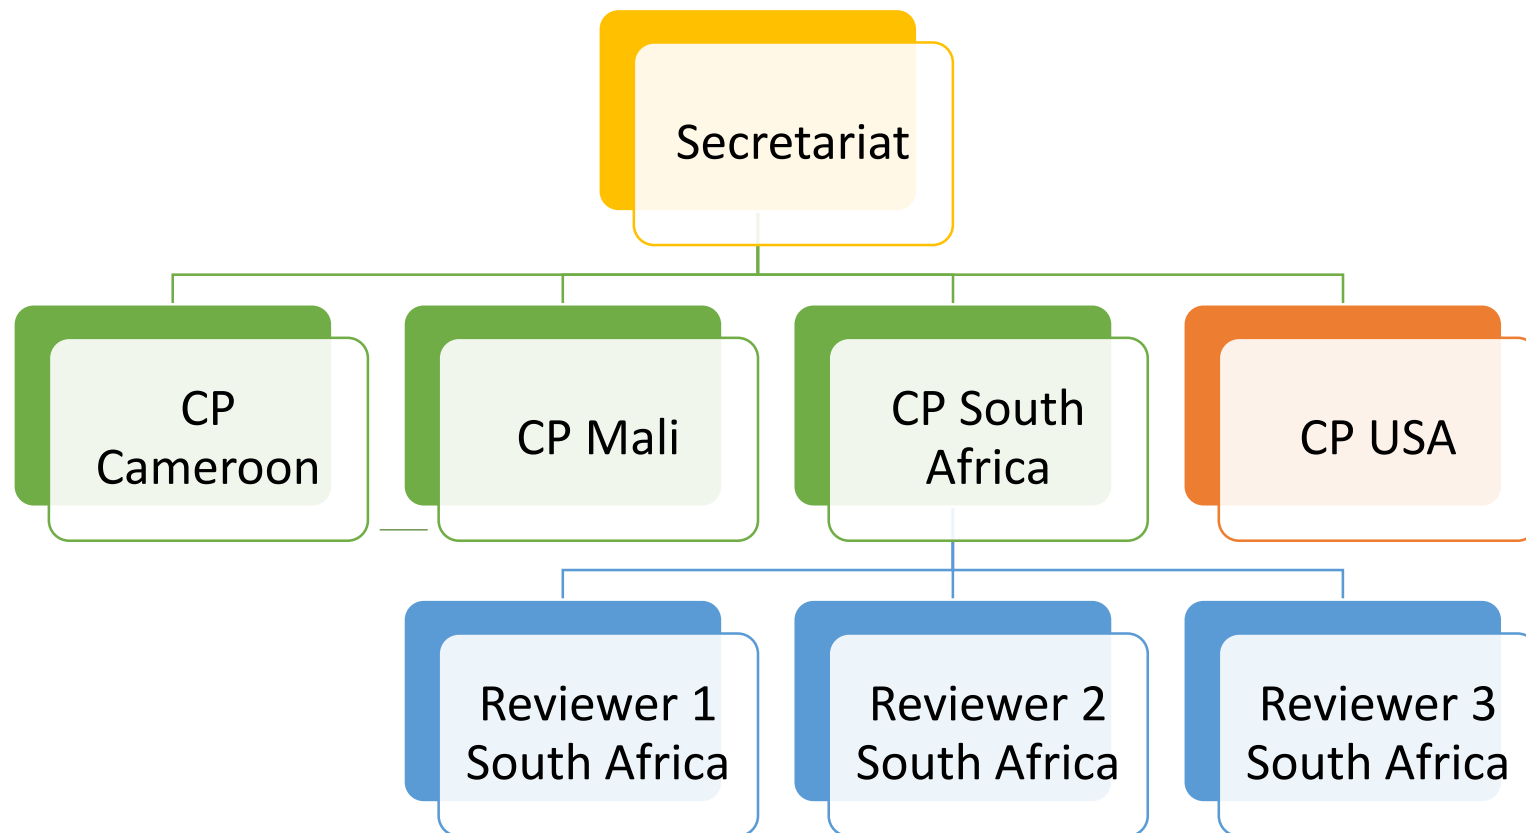 Secretariat
CP
Cameroon
CP Mali
CP South
Africa
CP USA
Reviewer 1
South Africa
Reviewer 2
South Africa
Reviewer 3
South Africa